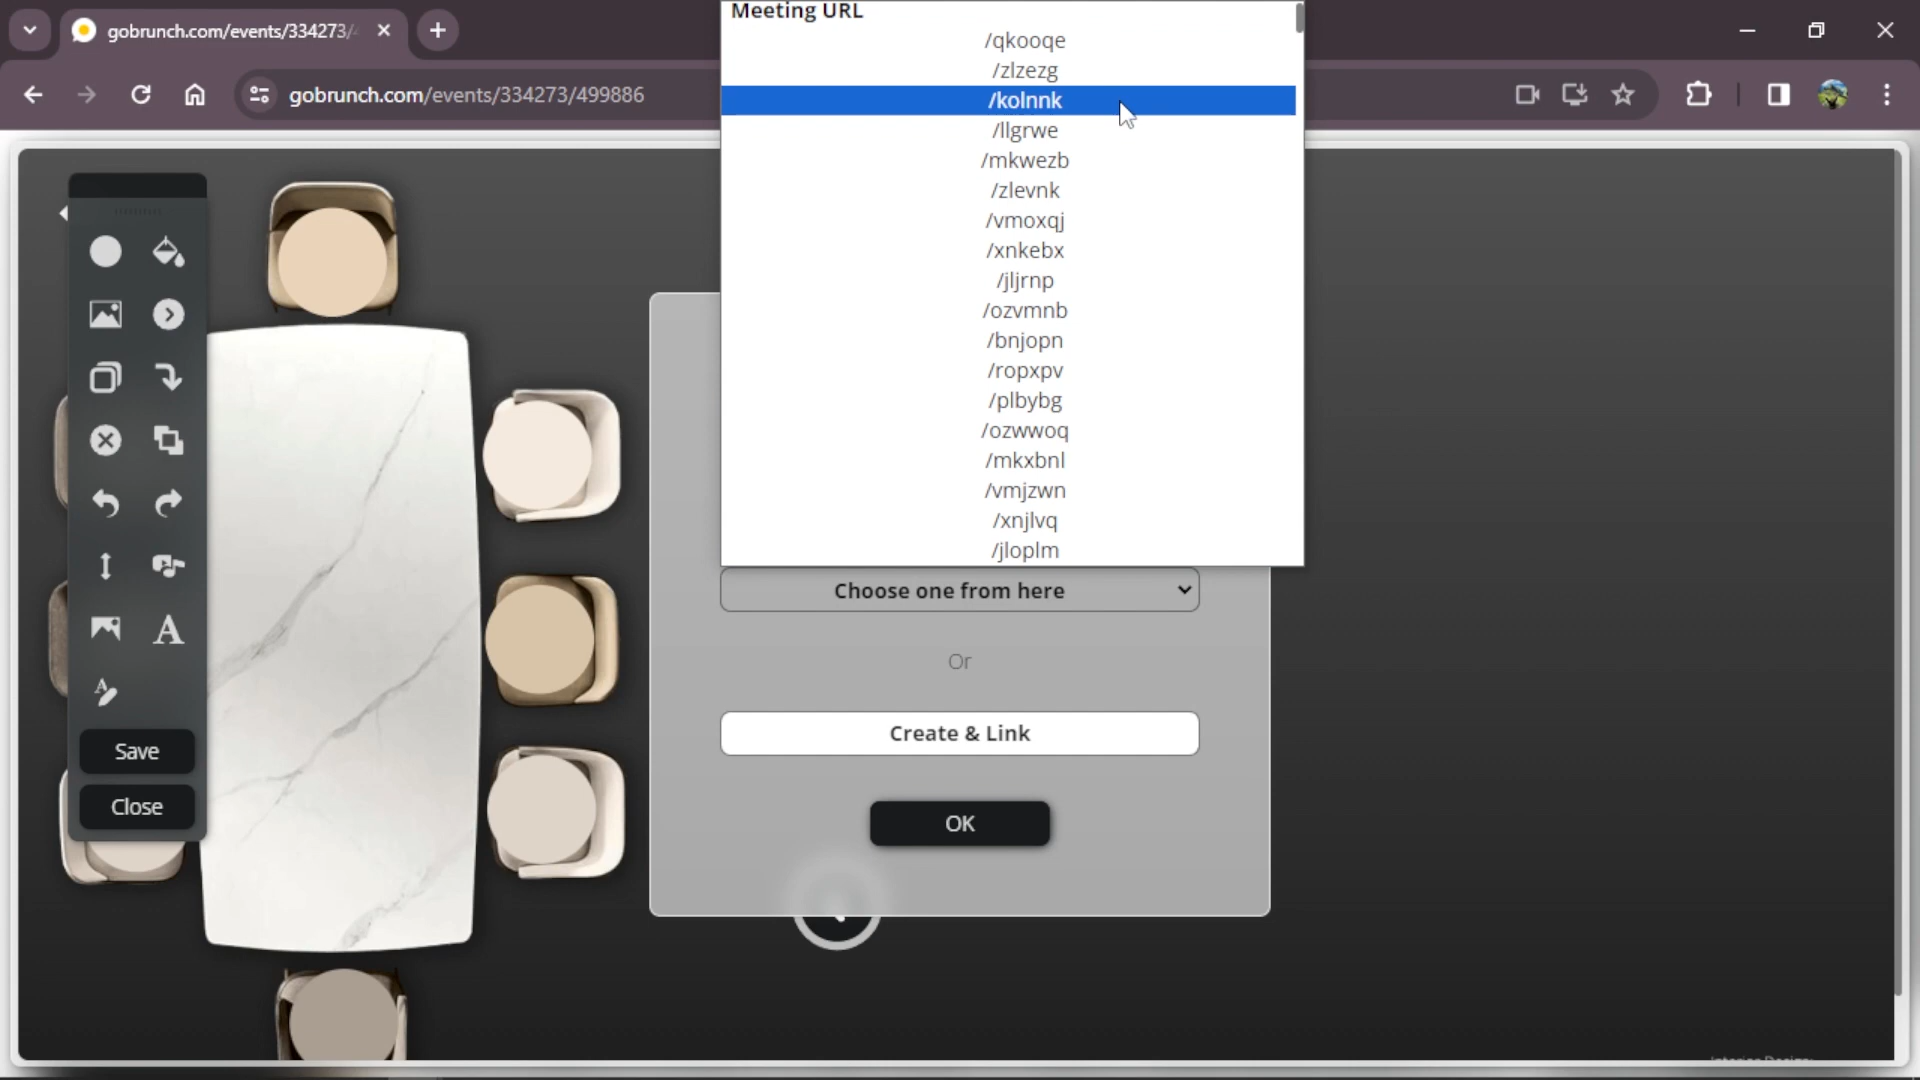 gobrunch.com/events/334273/4
gobrunch.com/events/334273/499886
Meeting URL
/qkooqe
/zlzezg
/kolnnk
/llgrwe
/mkwezb
/zlevnk
/vmoxqj
/xnkebx
/jljrnp
/ozvmnb
/bnjopn
/ropxpv
/plbybg
/ozwwoq
/mkxbnl
/vmjzwn
/xnjlvq
/jloplm
Choose one from here
Or
Create & Link
OK
A
A
Save
Close